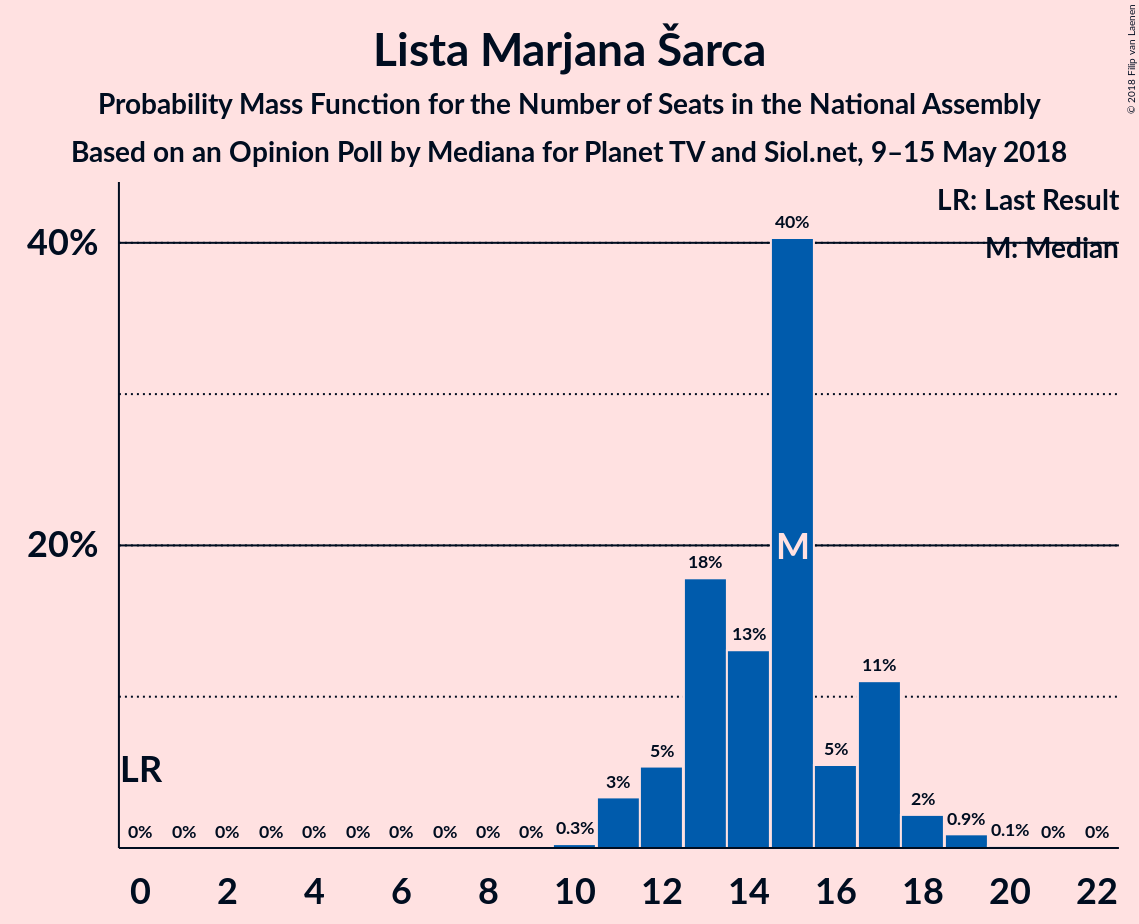 Lista Marjana Šarca
Probability Mass Function for the Number of Seats in the National Assembly
Based on an Opinion Poll by Mediana for Planet TV and Siol.net, 9–15 May 2018
© 2018 Filip van Laenen
LR: Last Result
M: Median
40%
20%
40%
18%
13%
11%
5%
5%
3%
2%
0.9%
0.3%
0.1%
0% 0% 0% 0% 0% 0% 0% 0% 0% 0% 0% 0%
M
LR
0 2 4 6 8 10 12 14 16 18 20 22